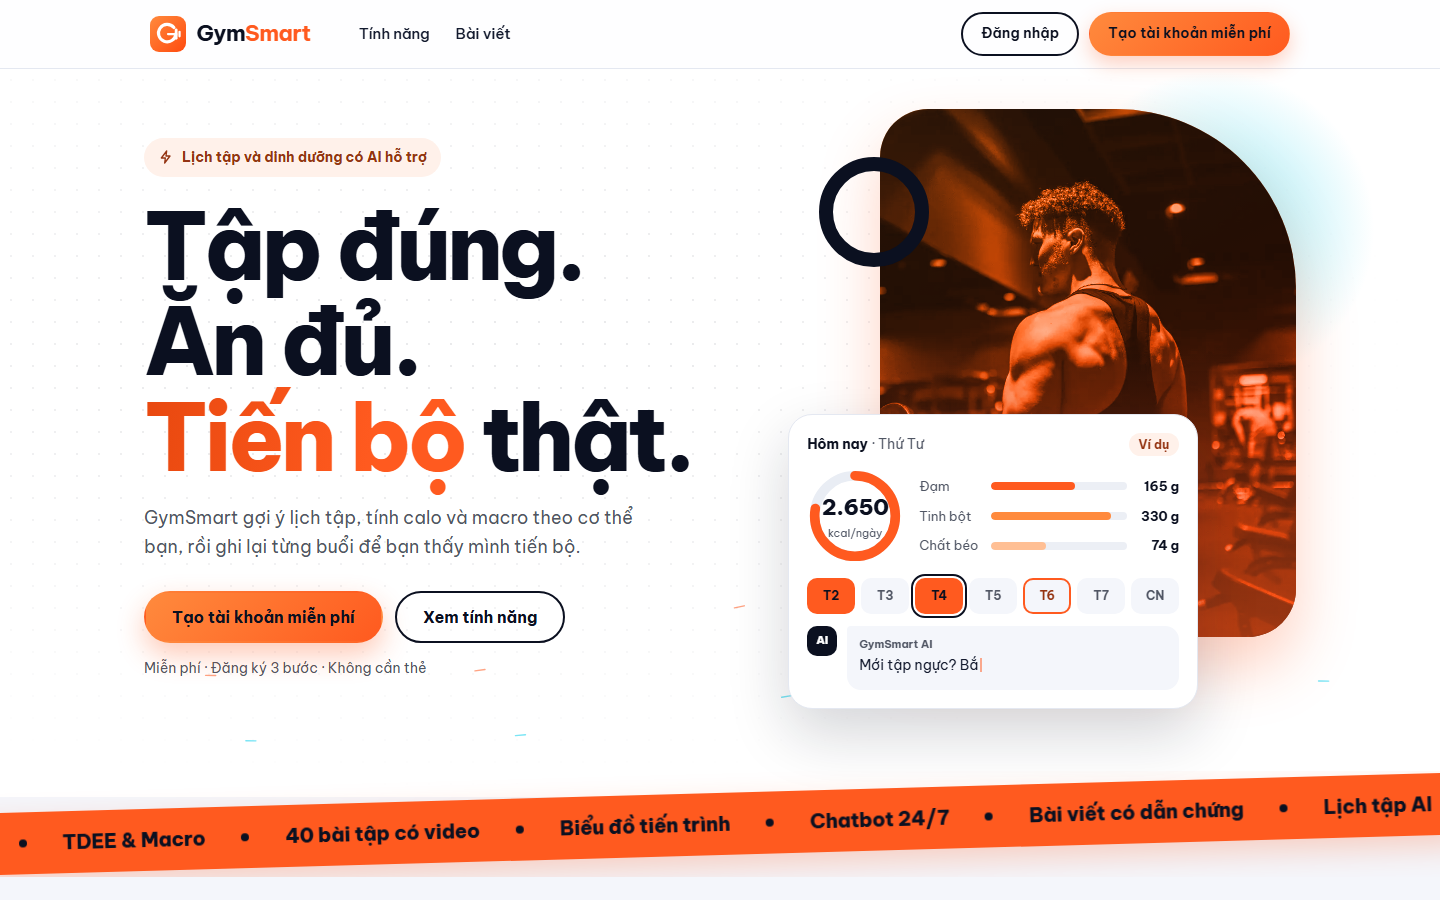 GymSmart
Tính năng
Bài viết
Đăng nhập
Tạo tài khoản miễn phí
Lịch tập và dinh dưỡng có AI hỗ trợ
Tập đúng.
Ăn đủ.
Tiến bộ thật.
GymSmart gợi ý lịch tập, tính calo và macro theo cơ thể
bạn, rồi ghi lại từng buổi để bạn thấy mình tiến bộ.
Tạo tài khoản miễn phí
Xem tính năng
Miễn phí · Đăng ký 3 bước · Không cần thẻ
Hôm nay · Thứ Tư
Ví dụ
2.650
kcal/ngày
Đạm 165 g
Tinh bột 330 g
Chất béo 74 g
T2 T3 T4 T5 T6 T7 CN
AI
GymSmart AI
Mới tập ngực? Bắ
• TDEE & Macro • 40 bài tập có video • Biểu đồ tiến trình • Chatbot 24/7 • Bài viết có dẫn chứng • Lịch tập AI